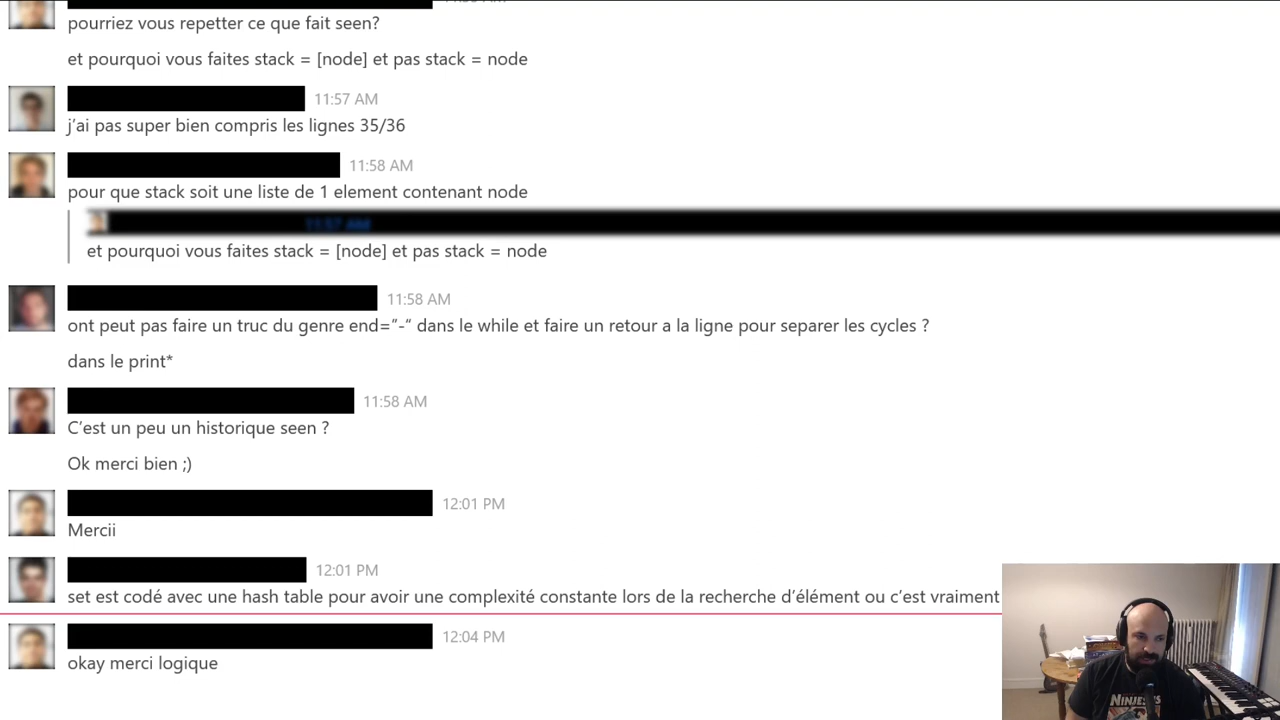 pourriez vous repetter ce que fait seen?
et pourquoi vous faites stack = [node] et pas stack = node
11:57 AM
j'ai pas super bien compris les lignes 35/36
11:58 AM
pour que stack soit une liste de 1 element contenant node
11:57 AM
et pourquoi vous faites stack = [node] et pas stack = node
11:58 AM
ont peut pas faire un truc du genre end=”-“ dans le while et faire un retour a la ligne pour separer les cycles ?
dans le print*
11:58 AM
C'est un peu un historique seen ?
Ok merci bien ;)
12:01 PM
Mercii
12:01 PM
set est codé avec une hash table pour avoir une complexité constante lors de la recherche d'élément ou c'est vraiment
12:04 PM
okay merci logique